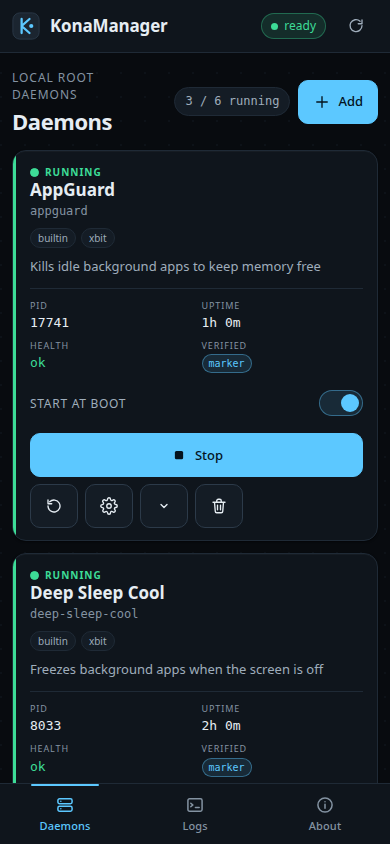 KonaManager
ready
LOCAL ROOT
DAEMONS
Daemons
3 / 6 running
Add
RUNNING
AppGuard
appguard
builtin xbit
Kills idle background apps to keep memory free
PID UPTIME
17741 1h 0m
HEALTH VERIFIED
ok marker
START AT BOOT
Stop
RUNNING
Deep Sleep Cool
deep-sleep-cool
builtin xbit
Freezes background apps when the screen is off
PID UPTIME
8033 2h 0m
HEALTH VERIFIED
ok marker
Daemons Logs About